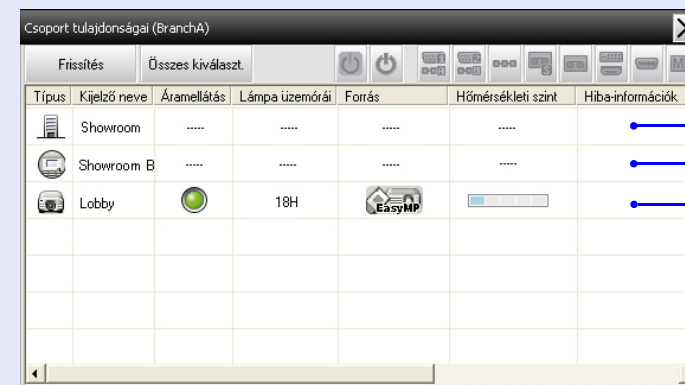 Csoport tulajdonságai (BranchA)
Frissítés Összes kiválaszt.
Típus Kijelző neve Áramellátás Lámpa üzemórái Forrás Hőmérsékleti szint Hiba-információk
Showroom ----- ----- ----- -----
Showroom B ----- ----- ----- -----
Lobby 18H EasyMP